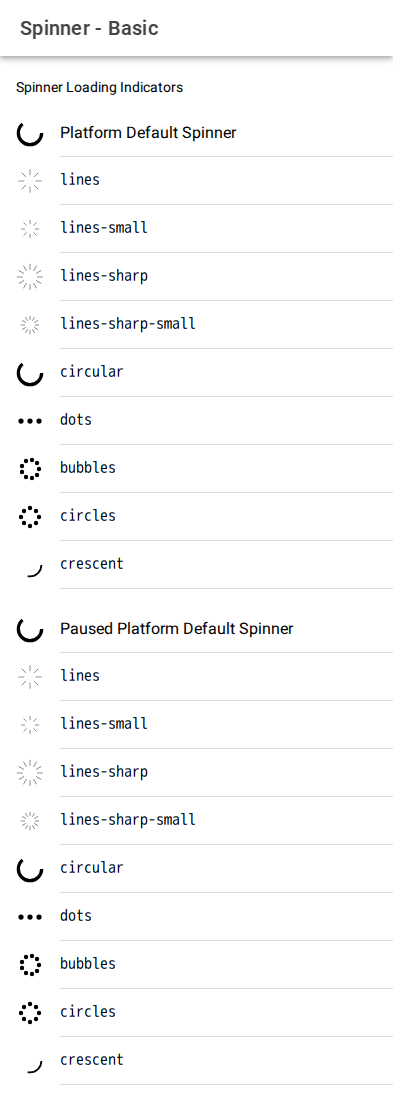 Spinner - Basic
Spinner Loading Indicators
Platform Default Spinner
lines
lines-small
lines-sharp
lines-sharp-small
circular
dots
bubbles
circles
crescent
Paused Platform Default Spinner
lines
lines-small
lines-sharp
lines-sharp-small
circular
dots
bubbles
circles
crescent